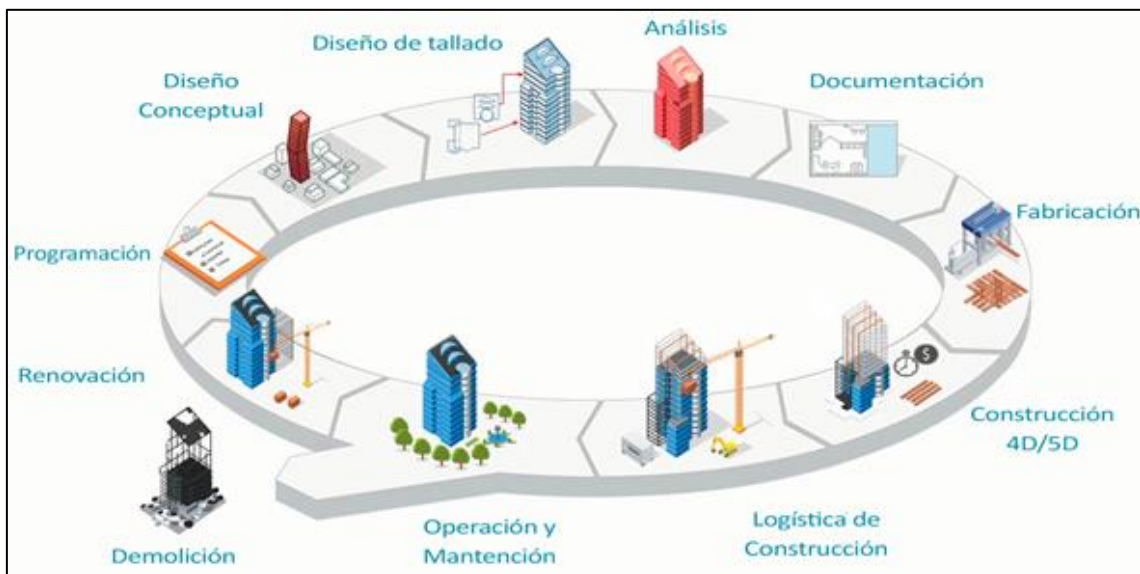 Análisis
Diseño de tallado
Diseño
Conceptual
Documentación
Fabricación
Programación
Renovación
Construcción
4D/5D
Logística de
Construcción
Operación y
Mantención
Demolición
$